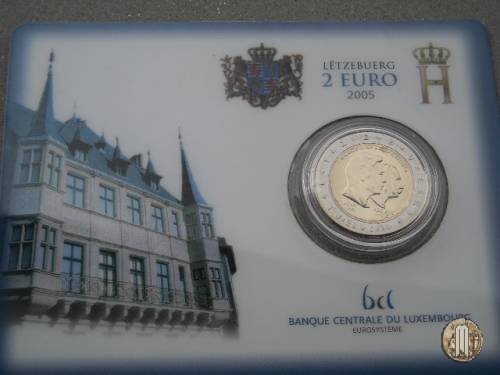 LËTZEBUERG
2 EURO
2005
H
bcl
BANQUE CENTRALE DU LUXEMBOURG
EUROSYSTÈME